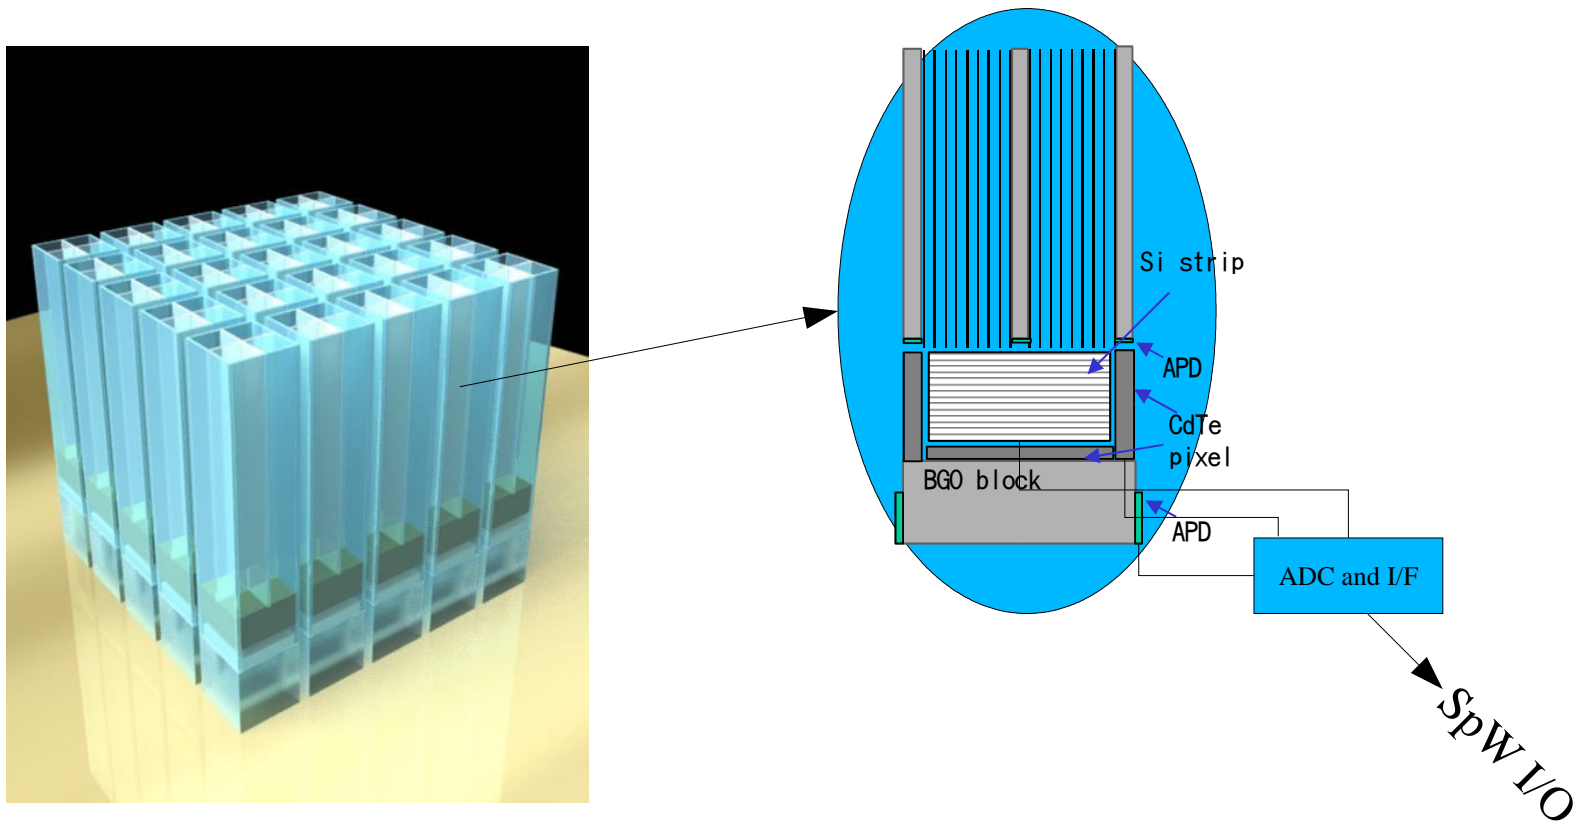 Si strip
APD
CdTe
pixel
BGO block
APD
ADC and I/F
SpW I/O